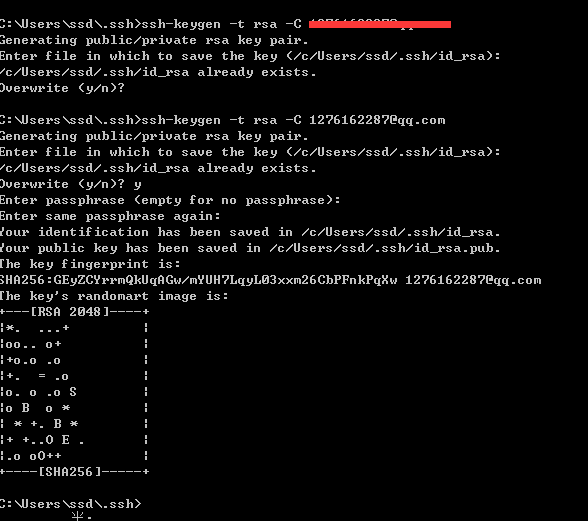 C:\Users\ssd\.ssh>ssh-keygen -t rsa -C
Generating public/private rsa key pair.
Enter file in which to save the key (/c/Users/ssd/.ssh/id_rsa):
/c/Users/ssd/.ssh/id_rsa already exists.
Overwrite (y/n)?
C:\Users\ssd\.ssh>ssh-keygen -t rsa -C 1276162287@qq.com
Generating public/private rsa key pair.
Enter file in which to save the key (/c/Users/ssd/.ssh/id_rsa):
/c/Users/ssd/.ssh/id_rsa already exists.
Overwrite (y/n)? y
Enter passphrase (empty for no passphrase):
Enter same passphrase again:
Your identification has been saved in /c/Users/ssd/.ssh/id_rsa.
Your public key has been saved in /c/Users/ssd/.ssh/id_rsa.pub.
The key fingerprint is:
SHA256:GEyZCYrrmQkUqAGw/mYUH7LqyL03xxm26CbPFnkPqXw 1276162287@qq.com
The key's randomart image is:
+---[RSA 2048]----+
|*.  ...+         |
|oo.. o+          |
|+o.o .o          |
|+.  = .o         |
|o. o .o S        |
|o B  o *         |
| * +. B *        |
|+ +..O E .       |
|.o oO++          |
+----[SHA256]-----+
C:\Users\ssd\.ssh>